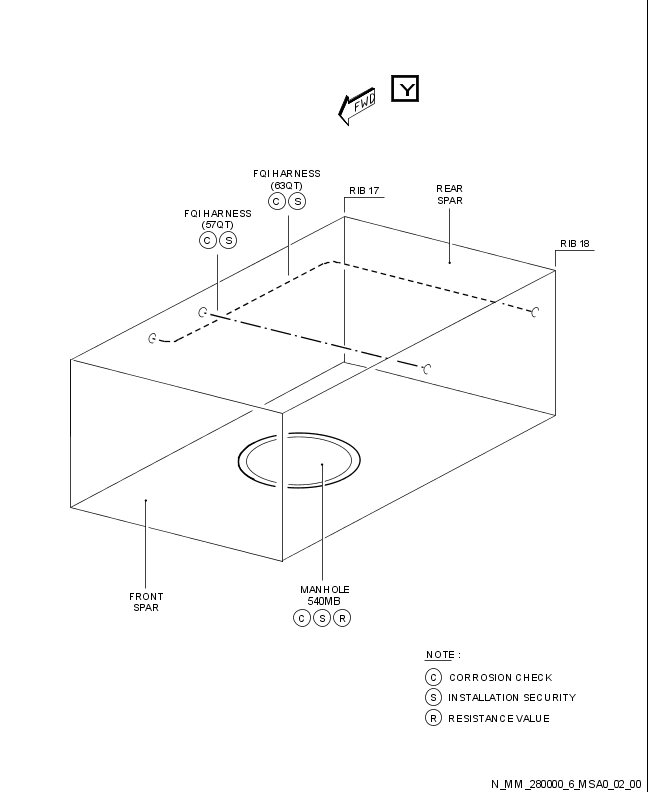 FWD
Y
FQI HARNESS
(63QT)
C S
RIB 17
REAR
SPAR
FQI HARNESS
(57QT)
C S
RIB 18
FRONT
SPAR
MANHOLE
540MB
C S R
NOTE :
C CORROSION CHECK
S INSTALLATION SECURITY
R RESISTANCE VALUE
N_MM_280000_6_MSA0_02_00